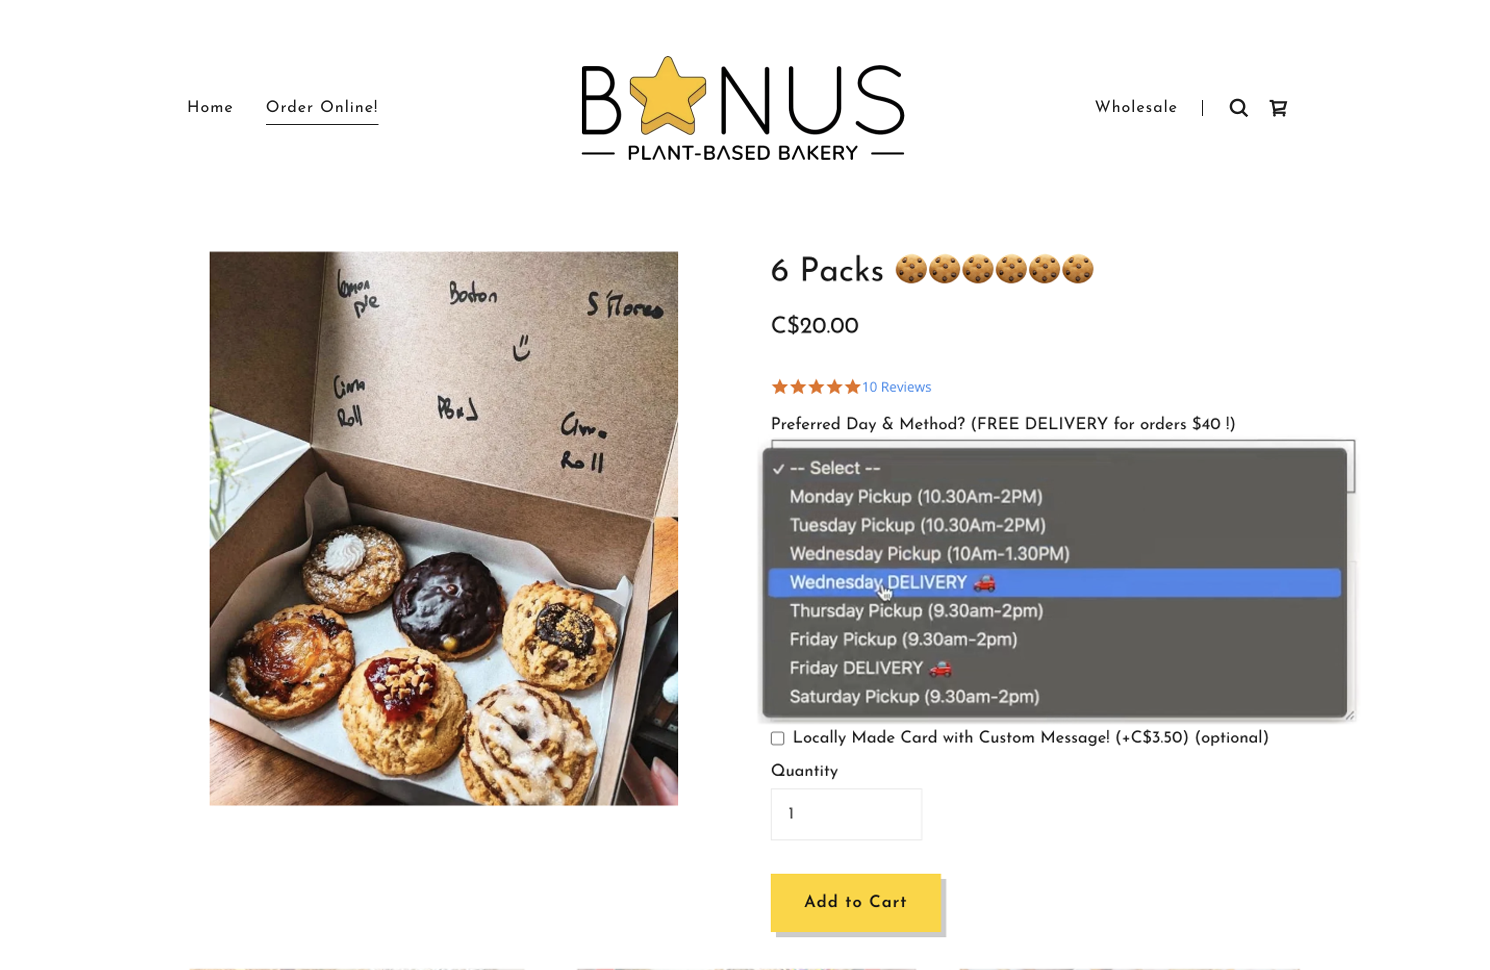 Home
Order Online!
BONUS
PLANT-BASED BAKERY
Wholesale
lemon
pie
Boston
S'mores
Cinna
Roll
PB&J
Cinna
Roll
6 Packs
C$20.00
10 Reviews
Preferred Day & Method? (FREE DELIVERY for orders $40 !)
✓ -- Select --
Monday Pickup (10.30Am-2PM)
Tuesday Pickup (10.30Am-2PM)
Wednesday Pickup (10Am-1.30PM)
Wednesday DELIVERY 🚗
Thursday Pickup (9.30am-2pm)
Friday Pickup (9.30am-2pm)
Friday DELIVERY 🚗
Saturday Pickup (9.30am-2pm)
Locally Made Card with Custom Message! (+C$3.50) (optional)
Quantity
1
Add to Cart